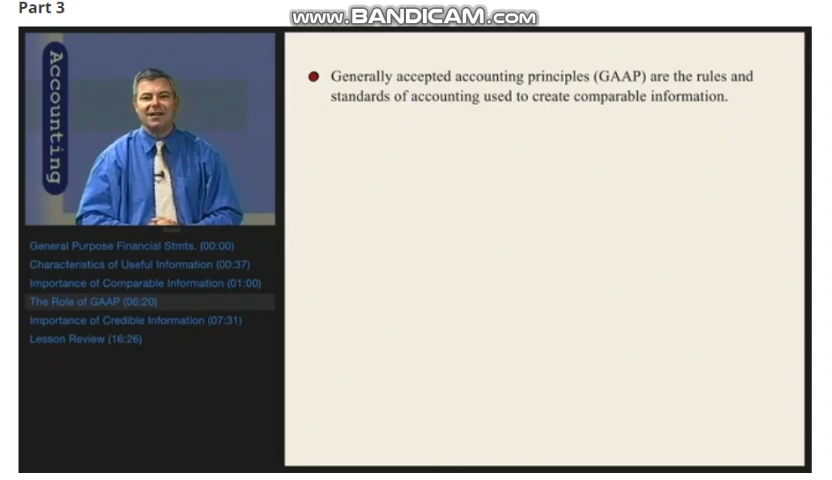 Part 3
www.BANDICAM.com
Accounting
Generally accepted accounting principles (GAAP) are the rules and
standards of accounting used to create comparable information.
General Purpose Financial Stmts. (00:00)
Characteristics of Useful Information (00:37)
Importance of Comparable Information (01:00)
The Role of GAAP (06:20)
Importance of Credible Information (07:31)
Lesson Review (16:26)